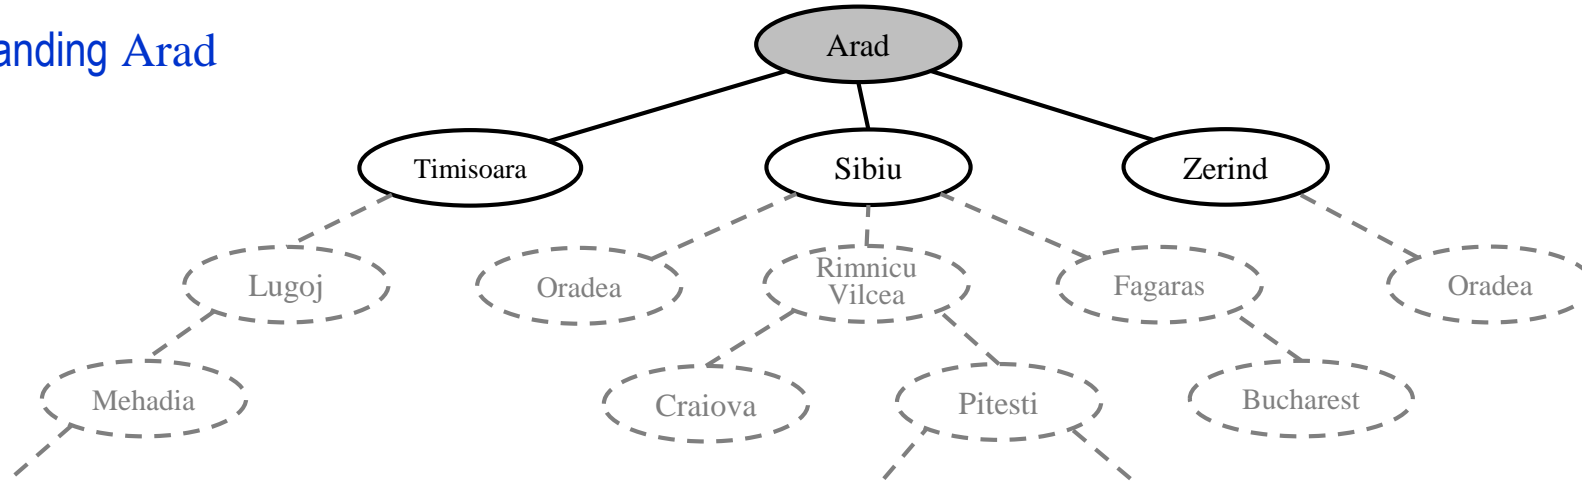 anding Arad
Arad
Timisoara
Sibiu
Zerind
Lugoj
Oradea
Rimnicu
Vilcea
Fagaras
Oradea
Mehadia
Craiova
Pitesti
Bucharest